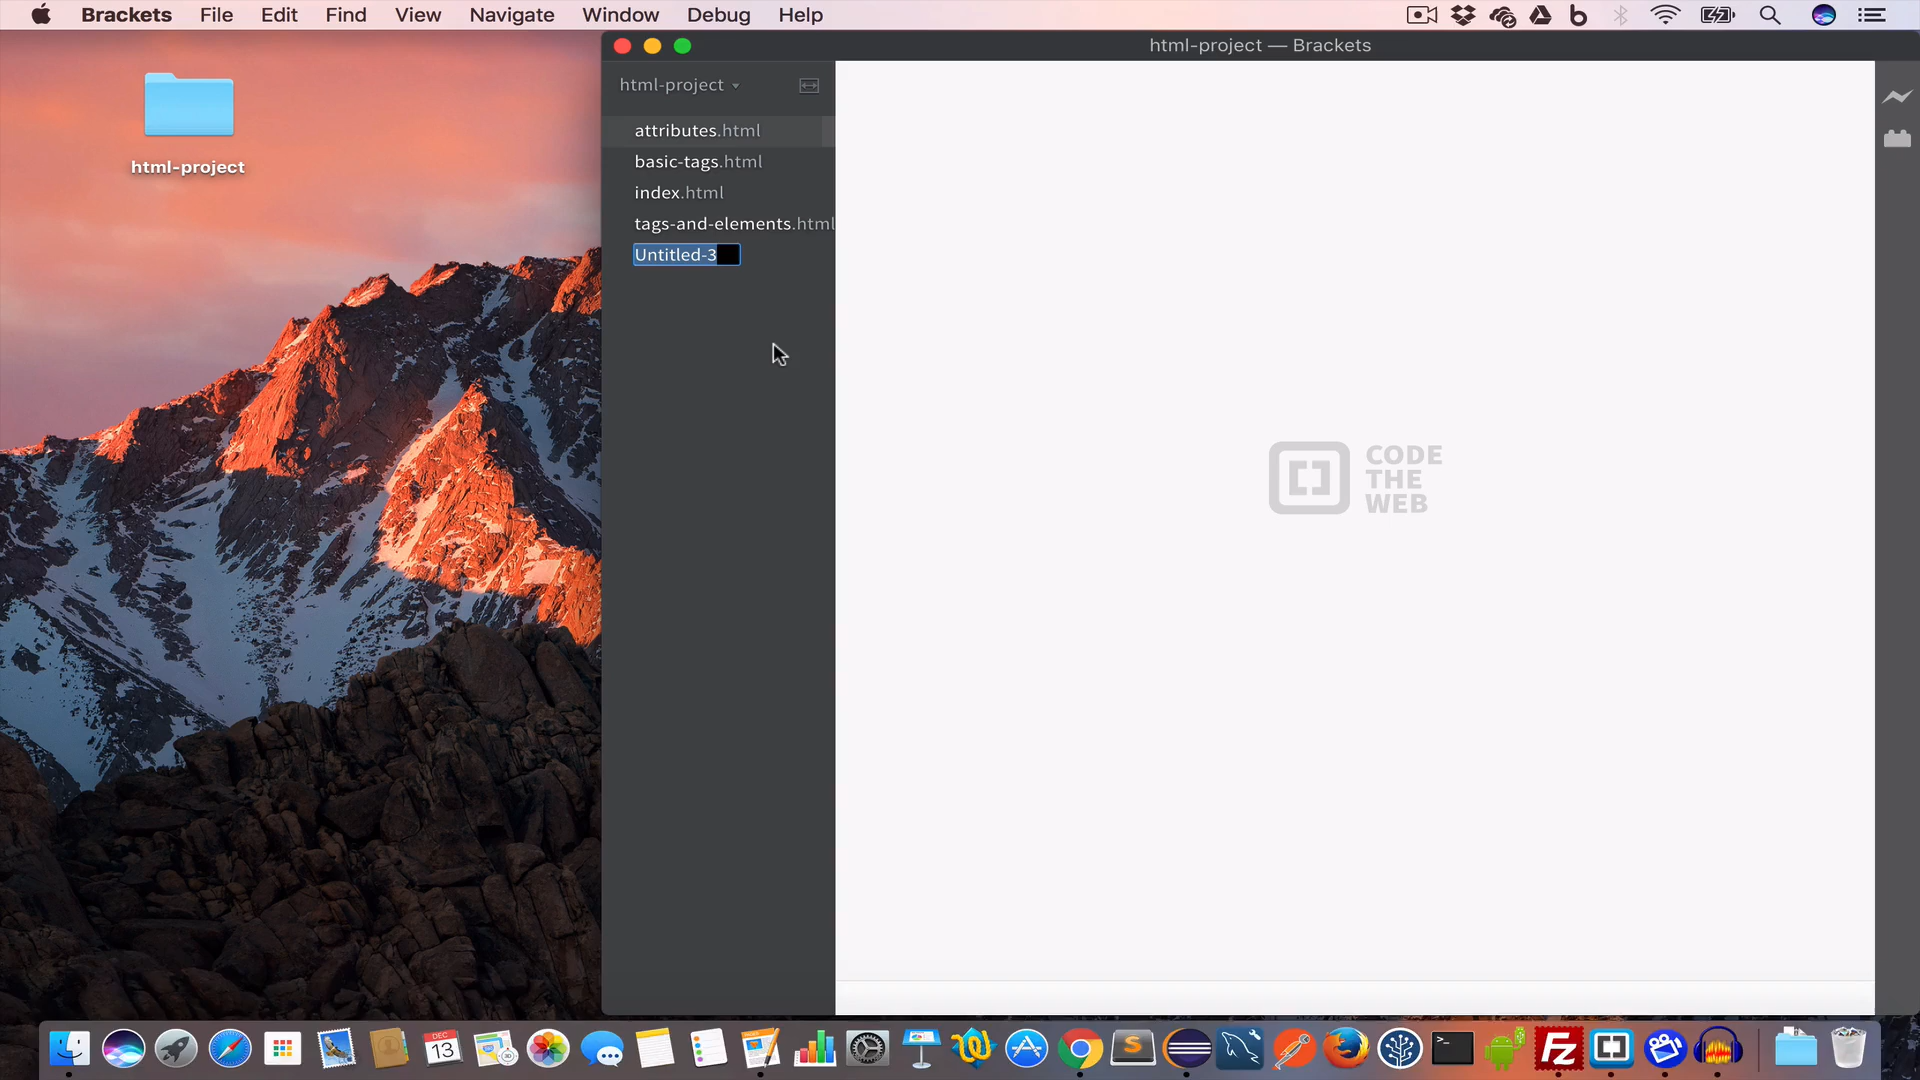 Brackets File Edit Find View Navigate Window Debug Help
html-project — Brackets
html-project
html-project
attributes.html
basic-tags.html
index.html
tags-and-elements.html
Untitled-3
CODE
THE
WEB
DEC
13